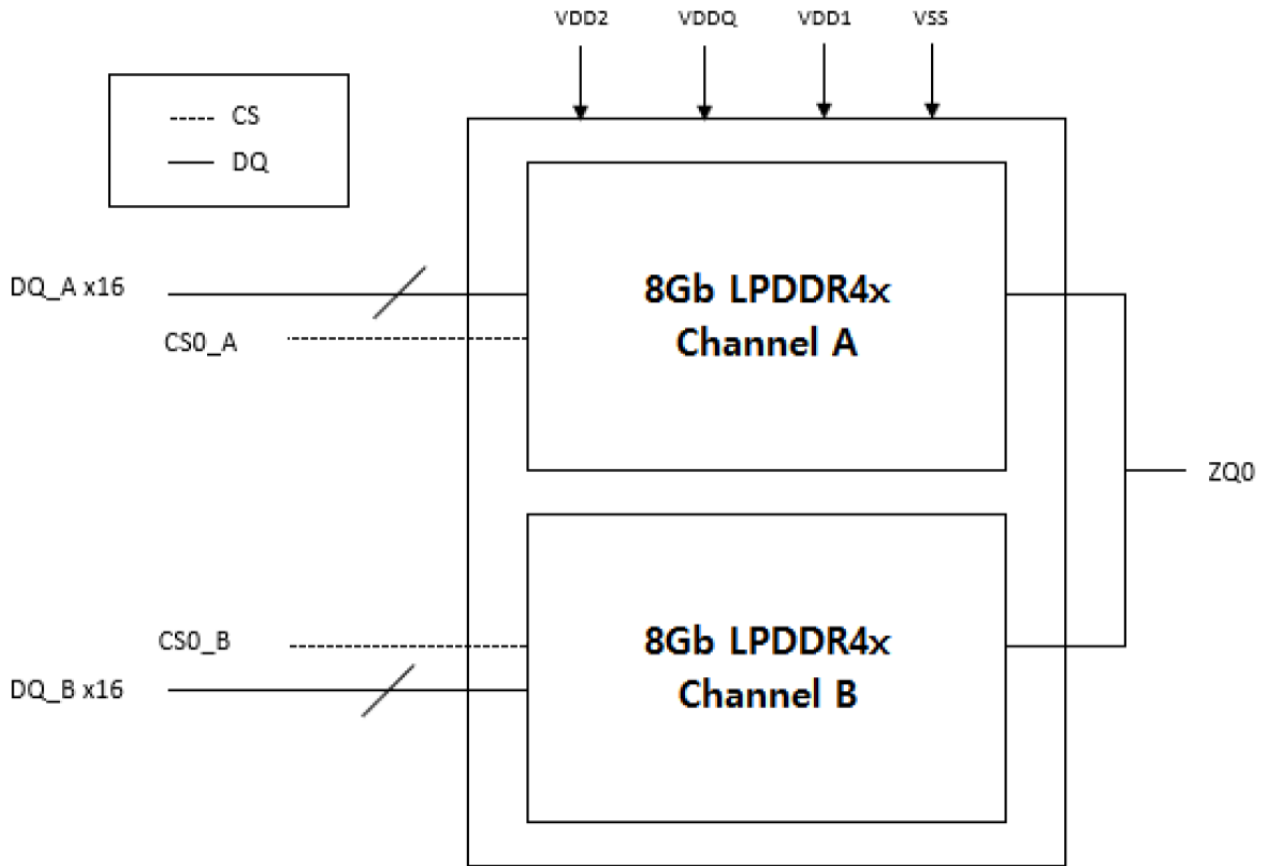 VDD2 VDDQ VDD1 VSS
CS
DQ
DQ_A x16
CS0_A
8Gb LPDDR4x
Channel A
ZQ0
CS0_B
DQ_B x16
8Gb LPDDR4x
Channel B